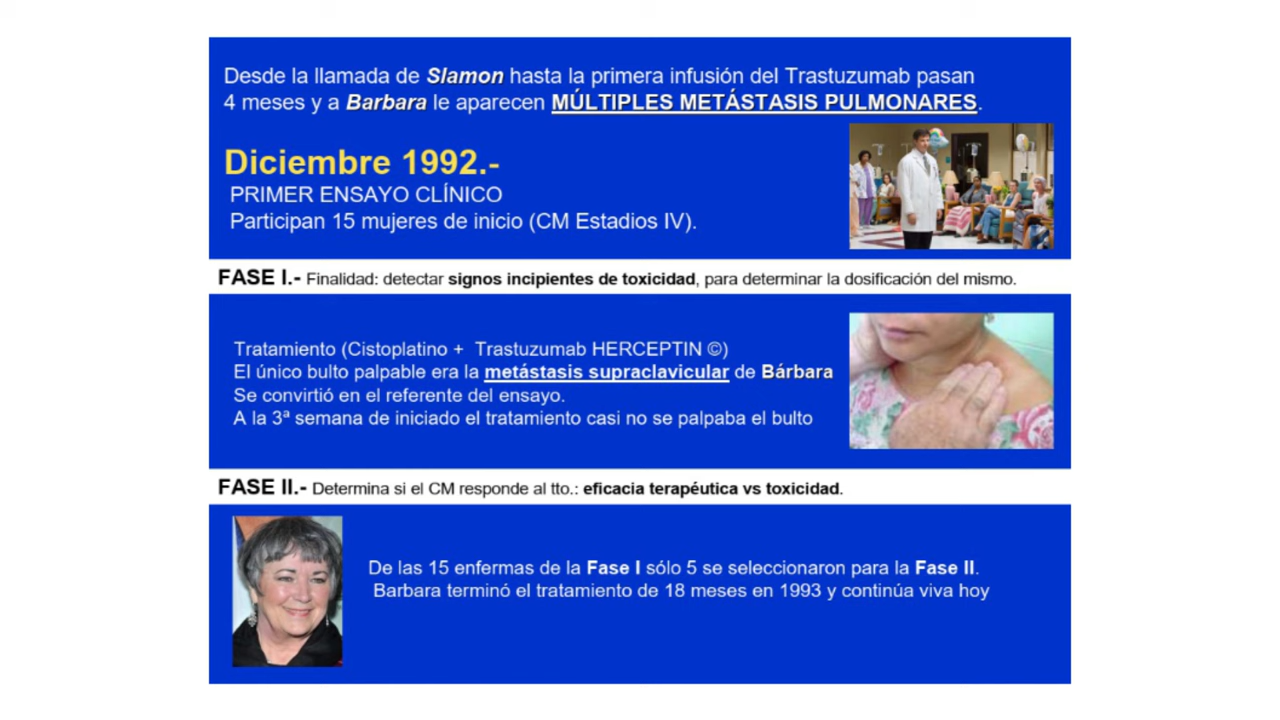 Desde la llamada de Slamon hasta la primera infusión del Trastuzumab pasan
4 meses y a Barbara le aparecen MÚLTIPLES METÁSTASIS PULMONARES.
Diciembre 1992.-
PRIMER ENSAYO CLÍNICO
Participan 15 mujeres de inicio (CM Estadios IV).
FASE I.- Finalidad: detectar signos incipientes de toxicidad, para determinar la dosificación del mismo.
Tratamiento (Cistoplatino + Trastuzumab HERCEPTIN ©)
El único bulto palpable era la metástasis supraclavicular de Bárbara
Se convirtió en el referente del ensayo.
A la 3ª semana de iniciado el tratamiento casi no se palpaba el bulto
FASE II.- Determina si el CM responde al tto.: eficacia terapéutica vs toxicidad.
De las 15 enfermas de la Fase I sólo 5 se seleccionaron para la Fase II.
Barbara terminó el tratamiento de 18 meses en 1993 y continúa viva hoy